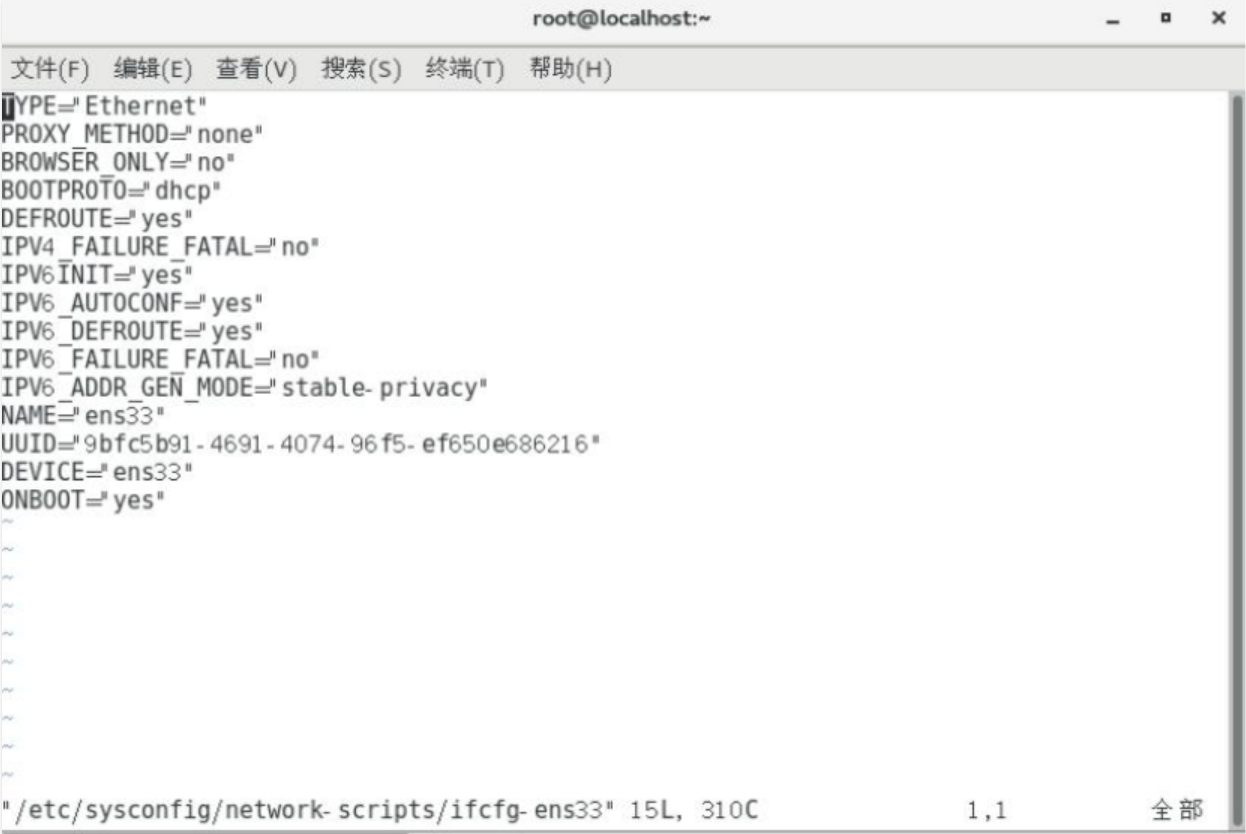 root@localhost:~
文件(F) 编辑(E) 查看(V) 搜索(S) 终端(T) 帮助(H)
TYPE="Ethernet"
PROXY_METHOD="none"
BROWSER_ONLY="no"
BOOTPROTO="dhcp"
DEFROUTE="yes"
IPV4_FAILURE_FATAL="no"
IPV6INIT="yes"
IPV6_AUTOCONF="yes"
IPV6_DEFROUTE="yes"
IPV6_FAILURE_FATAL="no"
IPV6_ADDR_GEN_MODE="stable-privacy"
NAME="ens33"
UUID="9bfc5b91-4691-4074-96f5-ef650e686216"
DEVICE="ens33"
ONBOOT="yes"
~
~
~
~
~
~
~
~
~
~
"/etc/sysconfig/network-scripts/ifcfg-ens33" 15L, 310C 1,1 全部